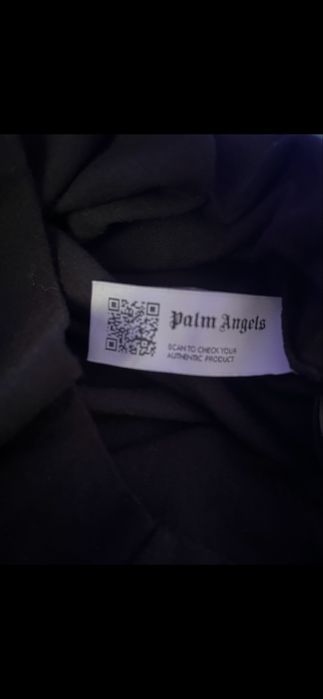 Palm Angels
SCAN TO CHECK YOUR
AUTHENTIC PRODUCT